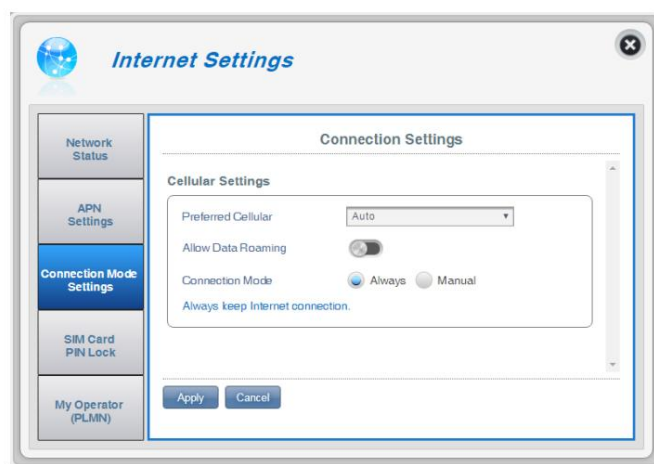 Internet Settings
Network
Status
APN
Settings
Connection Mode
Settings
SIM Card
PIN Lock
My Operator
(PLMN)
Connection Settings
Cellular Settings
Preferred Cellular Auto
Allow Data Roaming
Connection Mode Always Manual
Always keep Internet connection.
Apply Cancel